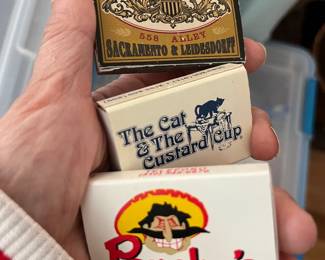 558 ALLEY
SACRAMENTO & LEIDESDORFF
The Cat
& The
Custard Cup